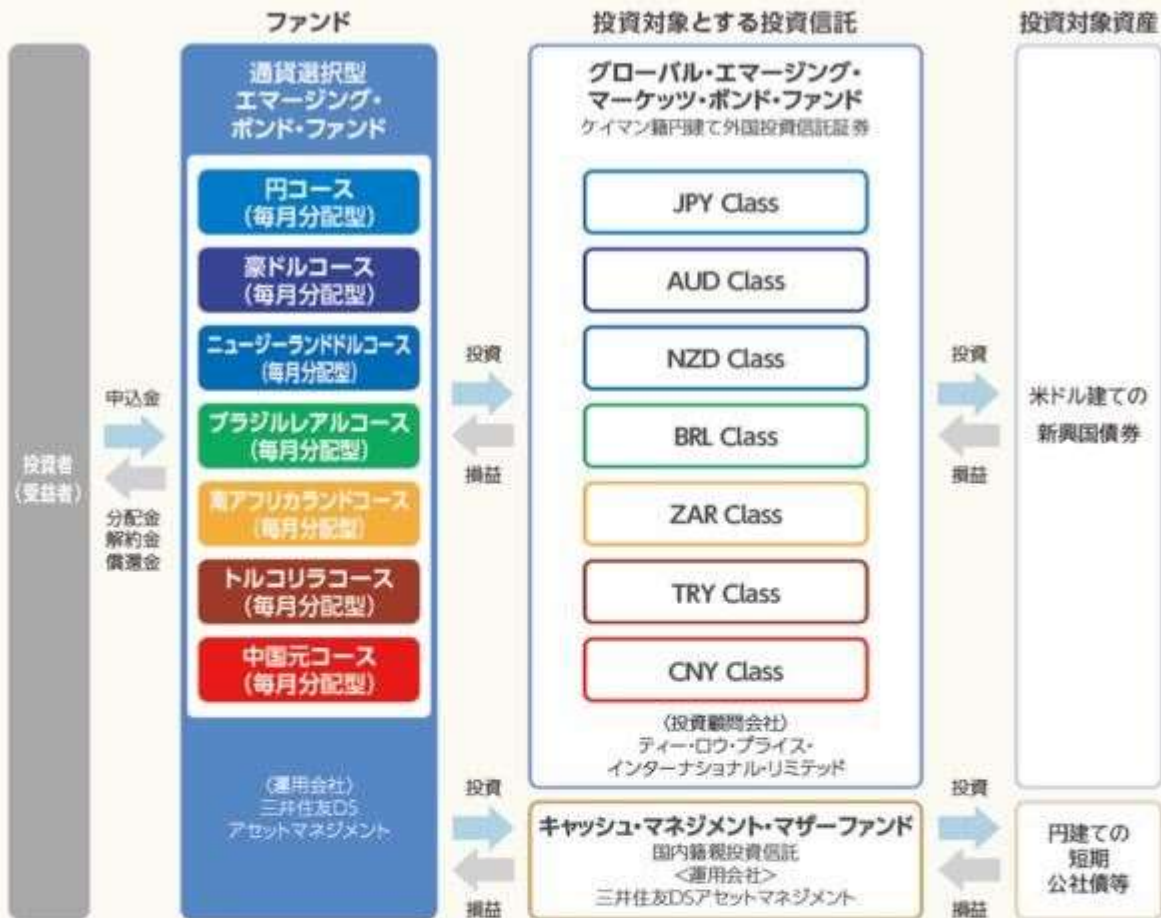 ファンド
投資対象とする投資信託
投資対象資産
投資者
(受益者)
申込金
分配金
解約金
償還金
通貨選択型
エマージング・
ボンド・ファンド
円コース
(毎月分配型)
豪ドルコース
(毎月分配型)
ニュージーランドドルコース
(毎月分配型)
ブラジルレアルコース
(毎月分配型)
南アフリカランドコース
(毎月分配型)
トルコリラコース
(毎月分配型)
中国元コース
(毎月分配型)
〈運用会社〉
三井住友DS
アセットマネジメント
投資
損益
投資
損益
グローバル・エマージング・
マーケッツ・ボンド・ファンド
ケイマン籍円建て外国投資信託証券
JPY Class
AUD Class
NZD Class
BRL Class
ZAR Class
TRY Class
CNY Class
〈投資顧問会社〉
ティー・ロウ・プライス・
インターナショナル・リミテッド
キャッシュ・マネジメント・マザーファンド
国内籍親投資信託
<運用会社>
三井住友DSアセットマネジメント
投資
損益
投資
損益
米ドル建ての
新興国債券
円建ての
短期
公社債等